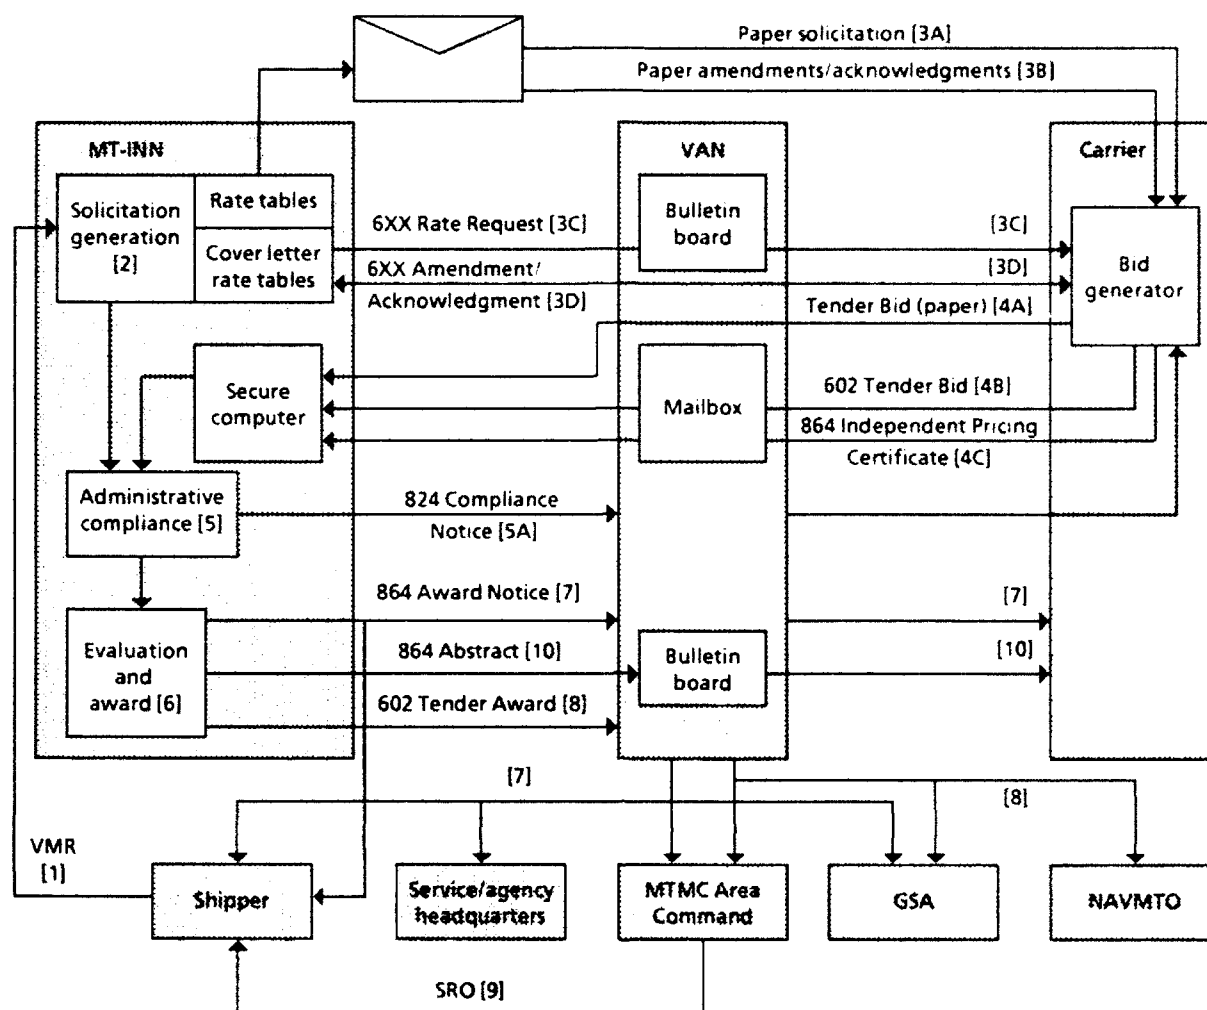 Paper solicitation [3A]
Paper amendments/acknowledgments [3B]
MT-INN
VAN
Carrier
Solicitation
generation
[2]
Rate tables
Cover letter
rate tables
6XX Rate Request [3C]
6XX Amendment/
Acknowledgment [3D]
Bulletin
board
[3C]
[3D]
Bid
generator
Tender Bid (paper) [4A]
Secure
computer
Mailbox
602 Tender Bid [4B]
864 Independent Pricing
Certificate [4C]
Administrative
compliance [5]
824 Compliance
Notice [5A]
Evaluation
and
award [6]
864 Award Notice [7]
864 Abstract [10]
602 Tender Award [8]
Bulletin
board
[7]
[10]
[7]
[8]
VMR
[1]
Shipper
Service/agency
headquarters
MTMC Area
Command
GSA
NAVMTO
SRO [9]